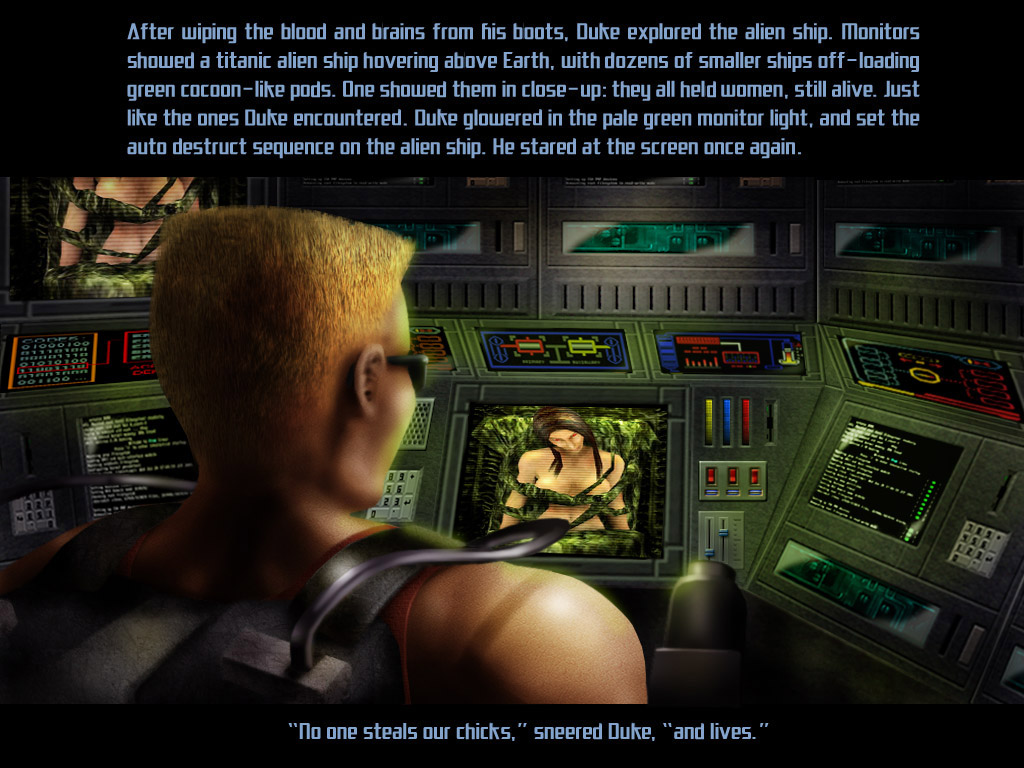 After wiping the blood and brains from his boots, Duke explored the alien ship. Monitors
showed a titanic alien ship hovering above Earth, with dozens of smaller ships off-loading
green cocoon-like pods. One showed them in close-up: they all held women, still alive. Just
like the ones Duke encountered. Duke glowered in the pale green monitor light, and set the
auto destruct sequence on the alien ship. He stared at the screen once again.
CODES
"No one steals our chicks," sneered Duke, "and lives."